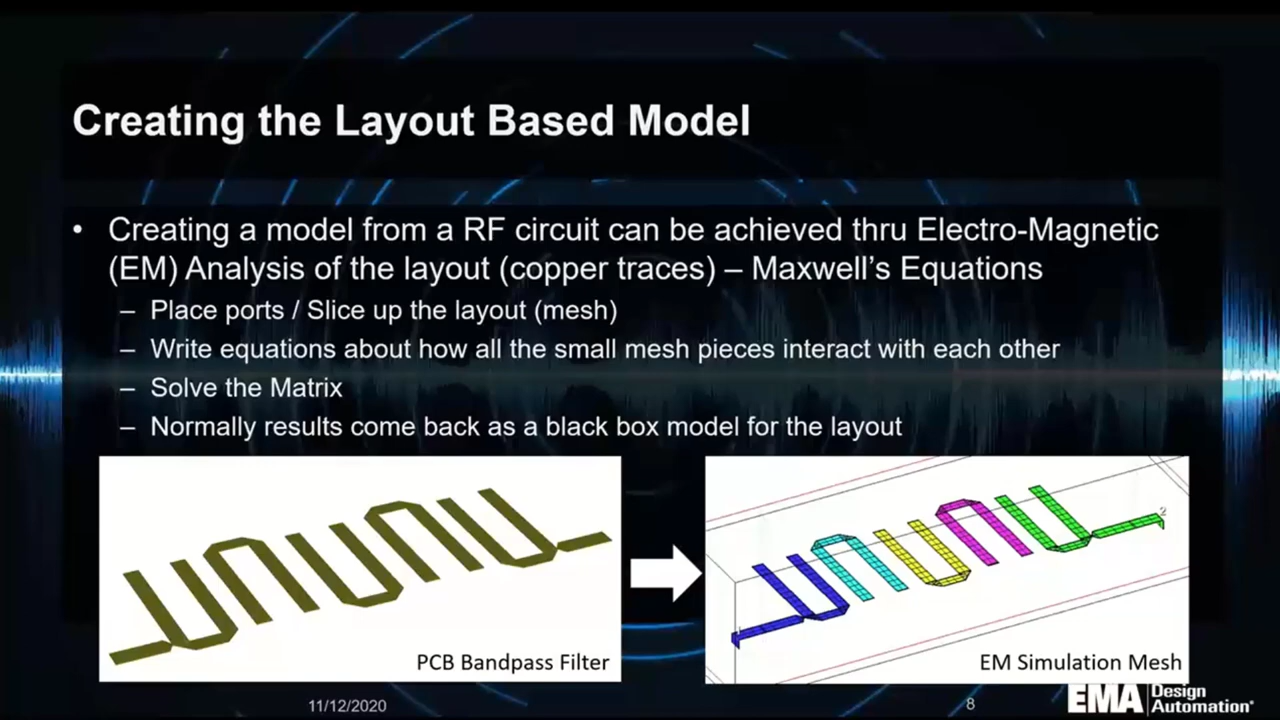 Creating the Layout Based Model
• Creating a model from a RF circuit can be achieved thru Electro-Magnetic
(EM) Analysis of the layout (copper traces) – Maxwell’s Equations
– Place ports / Slice up the layout (mesh)
– Write equations about how all the small mesh pieces interact with each other
– Solve the Matrix
– Normally results come back as a black box model for the layout
2
PCB Bandpass Filter
EM Simulation Mesh
11/12/2020
8
EMA Design
Automation